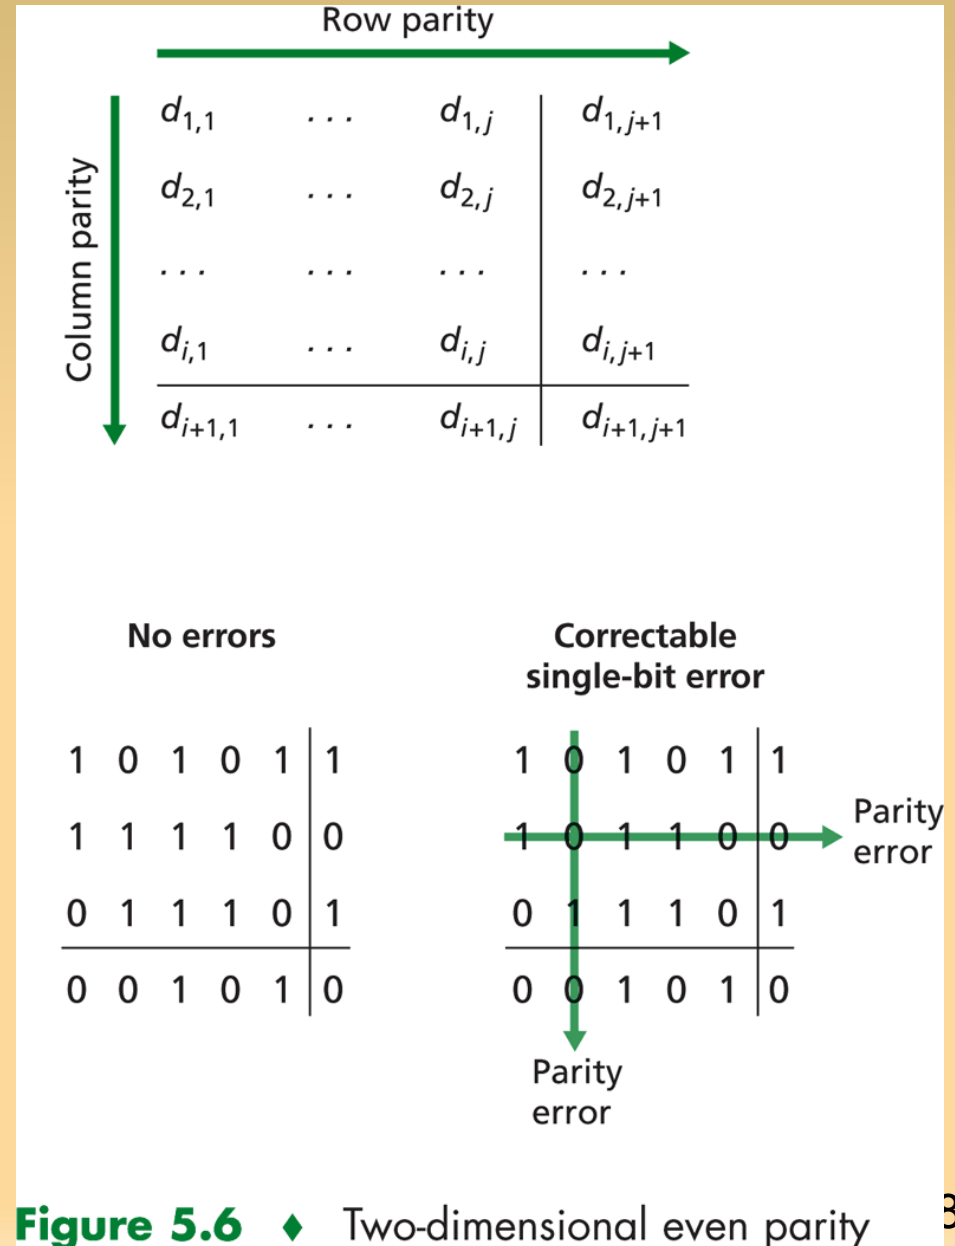 Row parity
Column parity
d1,1 ... d1,j d1,j+1
d2,1 ... d2,j d2,j+1
... ... ... ...
di,1 ... di,j di,j+1
di+1,1 ... di+1,j di+1,j+1
No errors
1 0 1 0 1 1
1 1 1 1 0 0
0 1 1 1 0 1
0 0 1 0 1 0
Correctable
single-bit error
1 0 1 0 1 1
1 0 1 1 0 0
0 1 1 1 0 1
0 0 1 0 1 0
Parity
error
Parity
error
Figure 5.6 ♦ Two-dimensional even parity